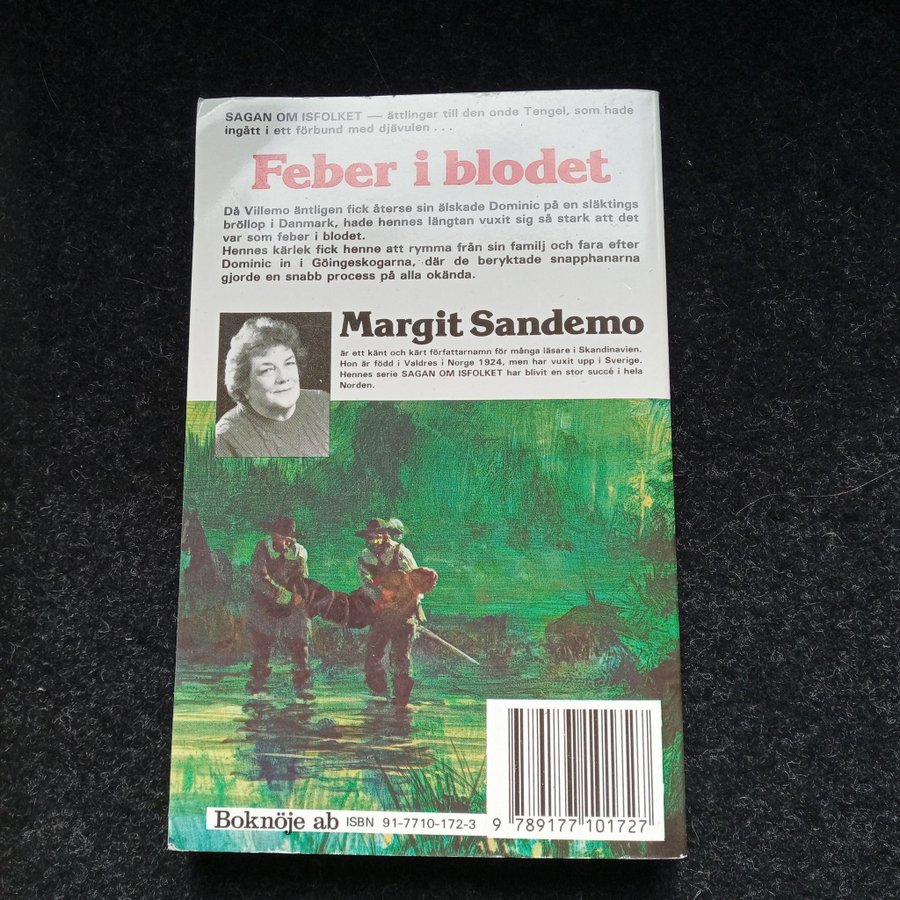 SAGAN OM ISFOLKET — ättlingar till den onde Tengel, som hade
ingått i ett förbund med djävulen . . .
Feber i blodet
Då Villemo äntligen fick återse sin älskade Dominic på en släktings
bröllop i Danmark, hade hennes längtan vuxit sig så stark att det
var som feber i blodet.
Hennes kärlek fick henne att rymma från sin familj och fara efter
Dominic in i Göingeskogarna, där de beryktade snapphanarna
gjorde en snabb process på alla okända.
Margit Sandemo
är ett känt och kärt författarnamn för många läsare i Skandinavien.
Hon är född i Valdres i Norge 1924, men har vuxit upp i Sverige.
Hennes serie SAGAN OM ISFOLKET har blivit en stor succé i hela
Norden.
Boknöje ab ISBN 91-7710-172-3
9 789177 101727